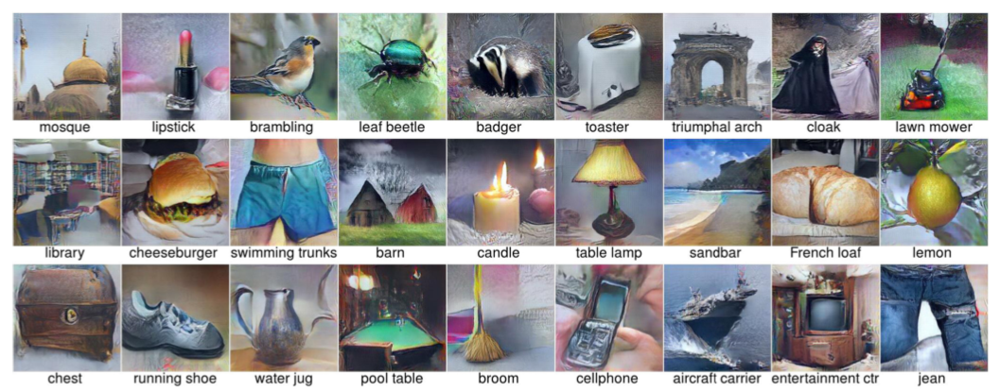 mosque lipstick brambling leaf beetle badger toaster triumphal arch cloak lawn mower
library cheeseburger swimming trunks barn candle table lamp sandbar French loaf lemon
chest running shoe water jug pool table broom cellphone aircraft carrier entertainment ctr jean